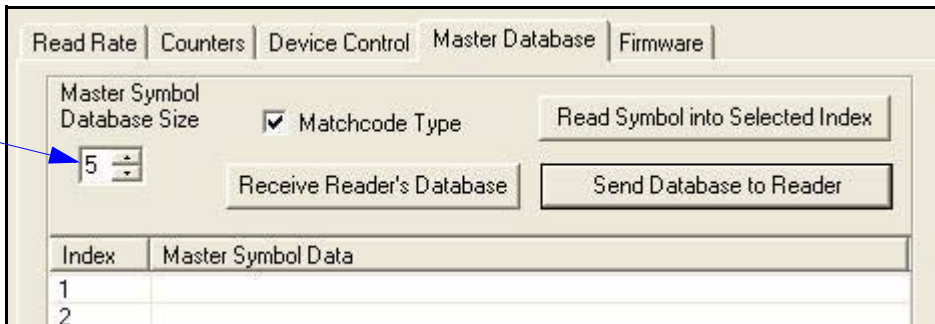 Read Rate Counters Device Control Master Database Firmware
Master Symbol
Database Size
Matchcode Type
Read Symbol into Selected Index
5
Receive Reader's Database
Send Database to Reader
Index Master Symbol Data
1
2